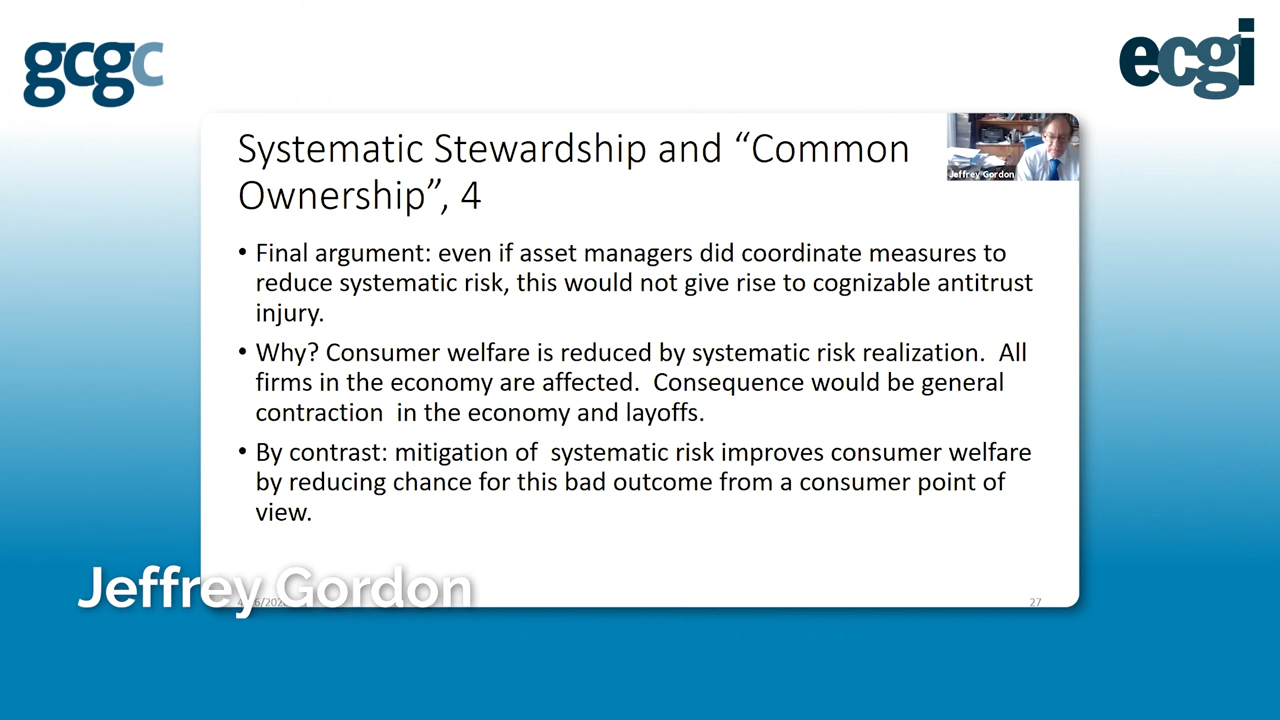 gcgc
ecgi
Systematic Stewardship and “Common
Ownership”, 4
Jeffrey Gordon
• Final argument: even if asset managers did coordinate measures to
reduce systematic risk, this would not give rise to cognizable antitrust
injury.
• Why? Consumer welfare is reduced by systematic risk realization.  All
firms in the economy are affected.  Consequence would be general
contraction  in the economy and layoffs.
• By contrast: mitigation of  systematic risk improves consumer welfare
by reducing chance for this bad outcome from a consumer point of
view.
Jeffrey Gordon
27